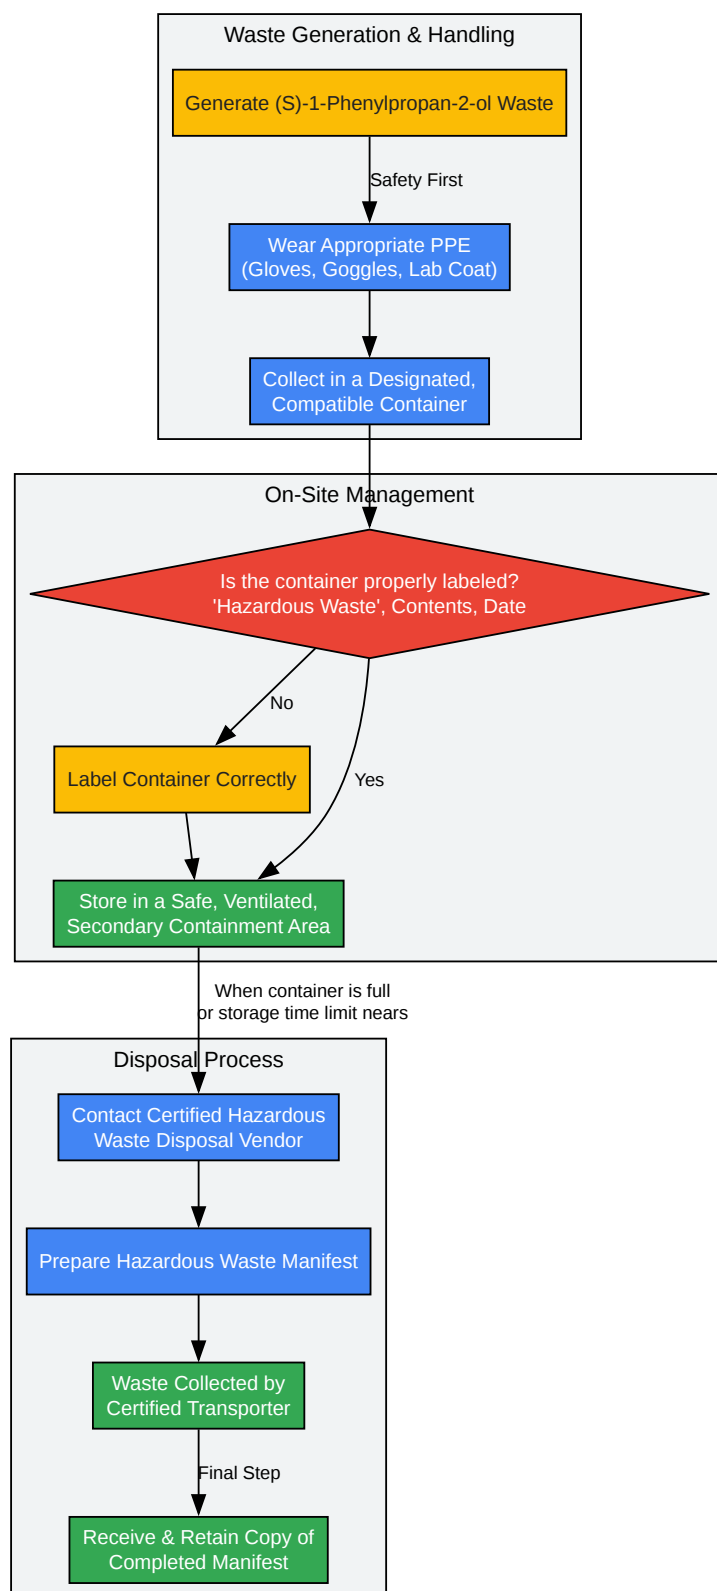 Waste Generation & Handling
Generate (S)-1-Phenylpropan-2-ol Waste
Safety First
Wear Appropriate PPE
(Gloves, Goggles, Lab Coat)
Collect in a Designated,
Compatible Container
On-Site Management
Is the container properly labeled?
'Hazardous Waste', Contents, Date
No
Label Container Correctly
Yes
Store in a Safe, Ventilated,
Secondary Containment Area
When container is full
or storage time limit nears
Disposal Process
Contact Certified Hazardous
Waste Disposal Vendor
Prepare Hazardous Waste Manifest
Waste Collected by
Certified Transporter
Final Step
Receive & Retain Copy of
Completed Manifest